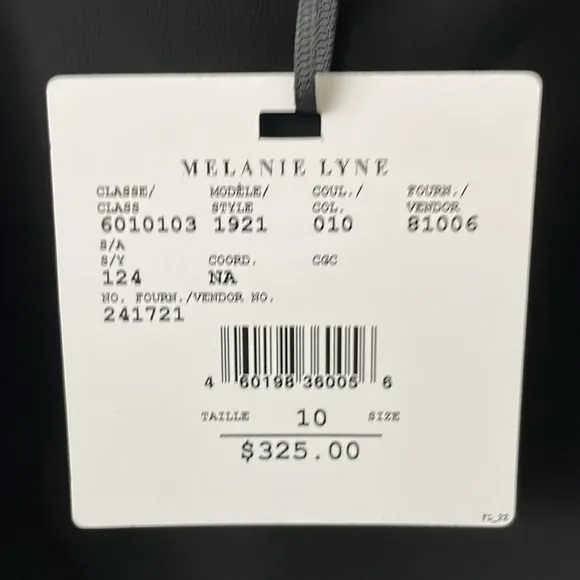 MELANIE LYNE
CLASSE/ MODÈLE/ COUL./ FOURN./
CLASS STYLE COL. VENDOR
6010103 1921 010 81006
S/A
S/Y COORD. CGC
124 NA
NO. FOURN./VENDOR NO.
241721
4 60198 36005 6
TAILLE 10 SIZE
$325.00